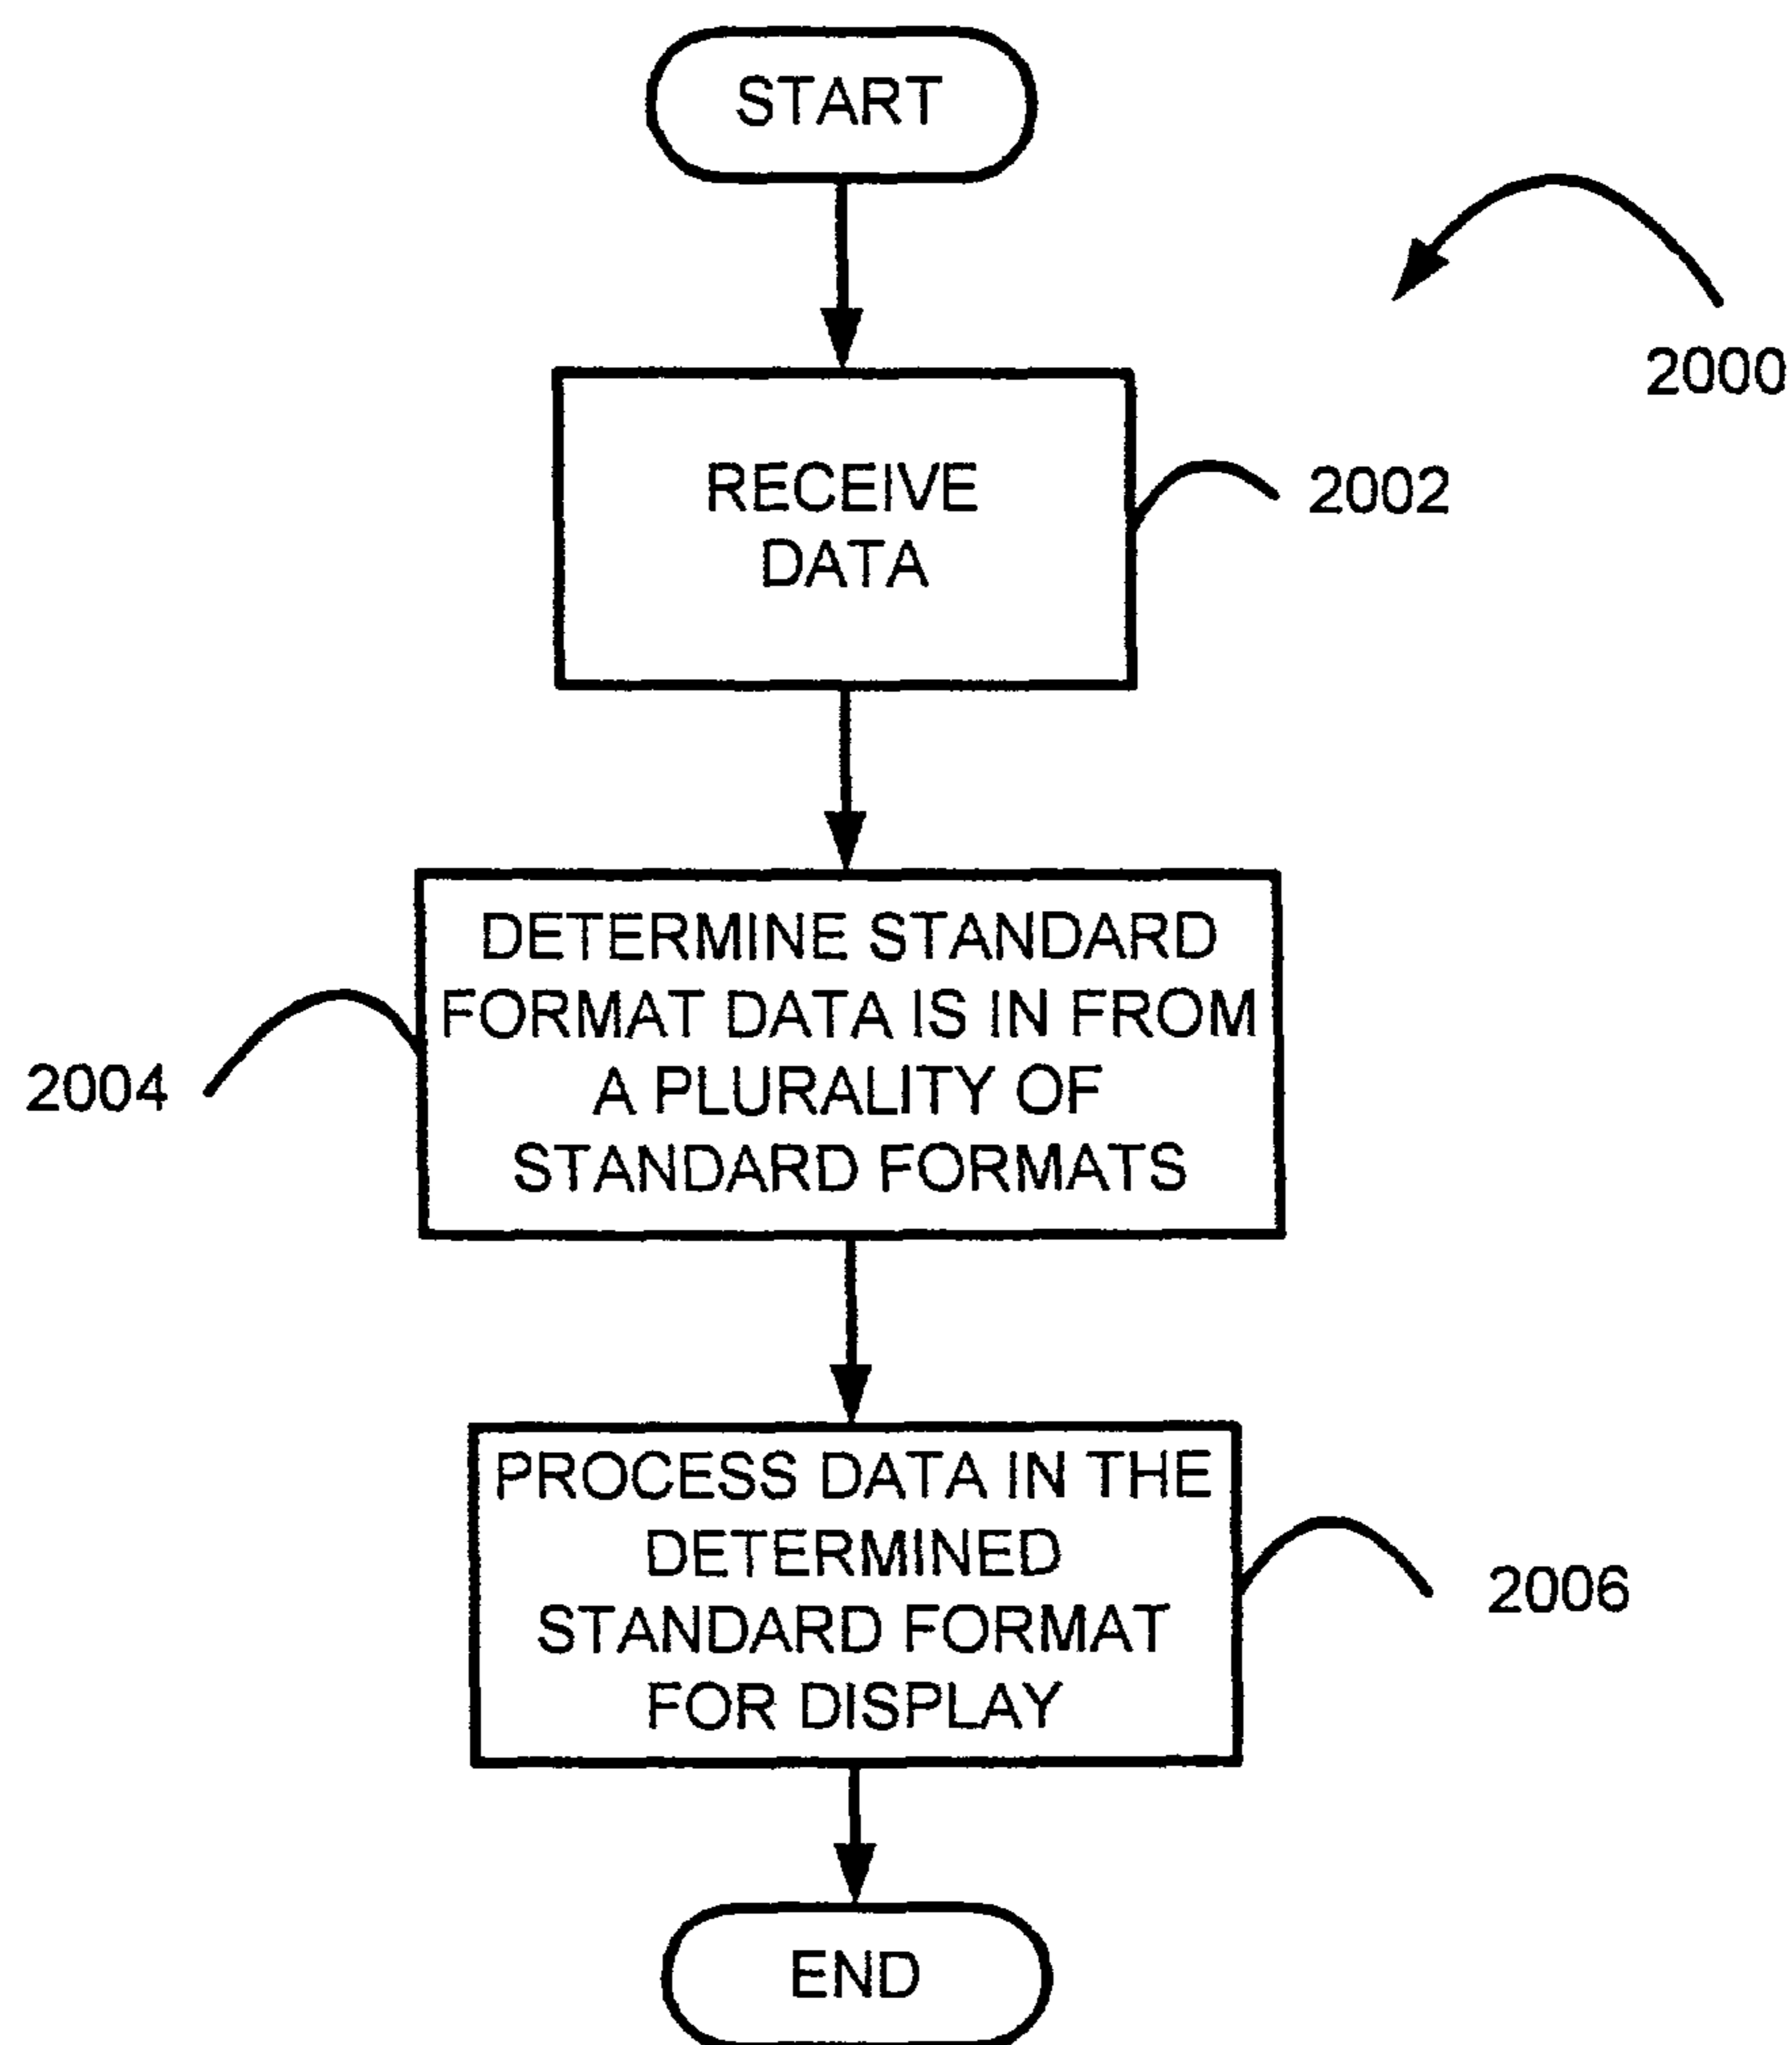 START
2000
RECEIVE
DATA
2002
DETERMINE STANDARD
FORMAT DATA IS IN FROM
A PLURALITY OF
STANDARD FORMATS
2004
PROCESS DATA IN THE
DETERMINED
STANDARD FORMAT
FOR DISPLAY
2006
END